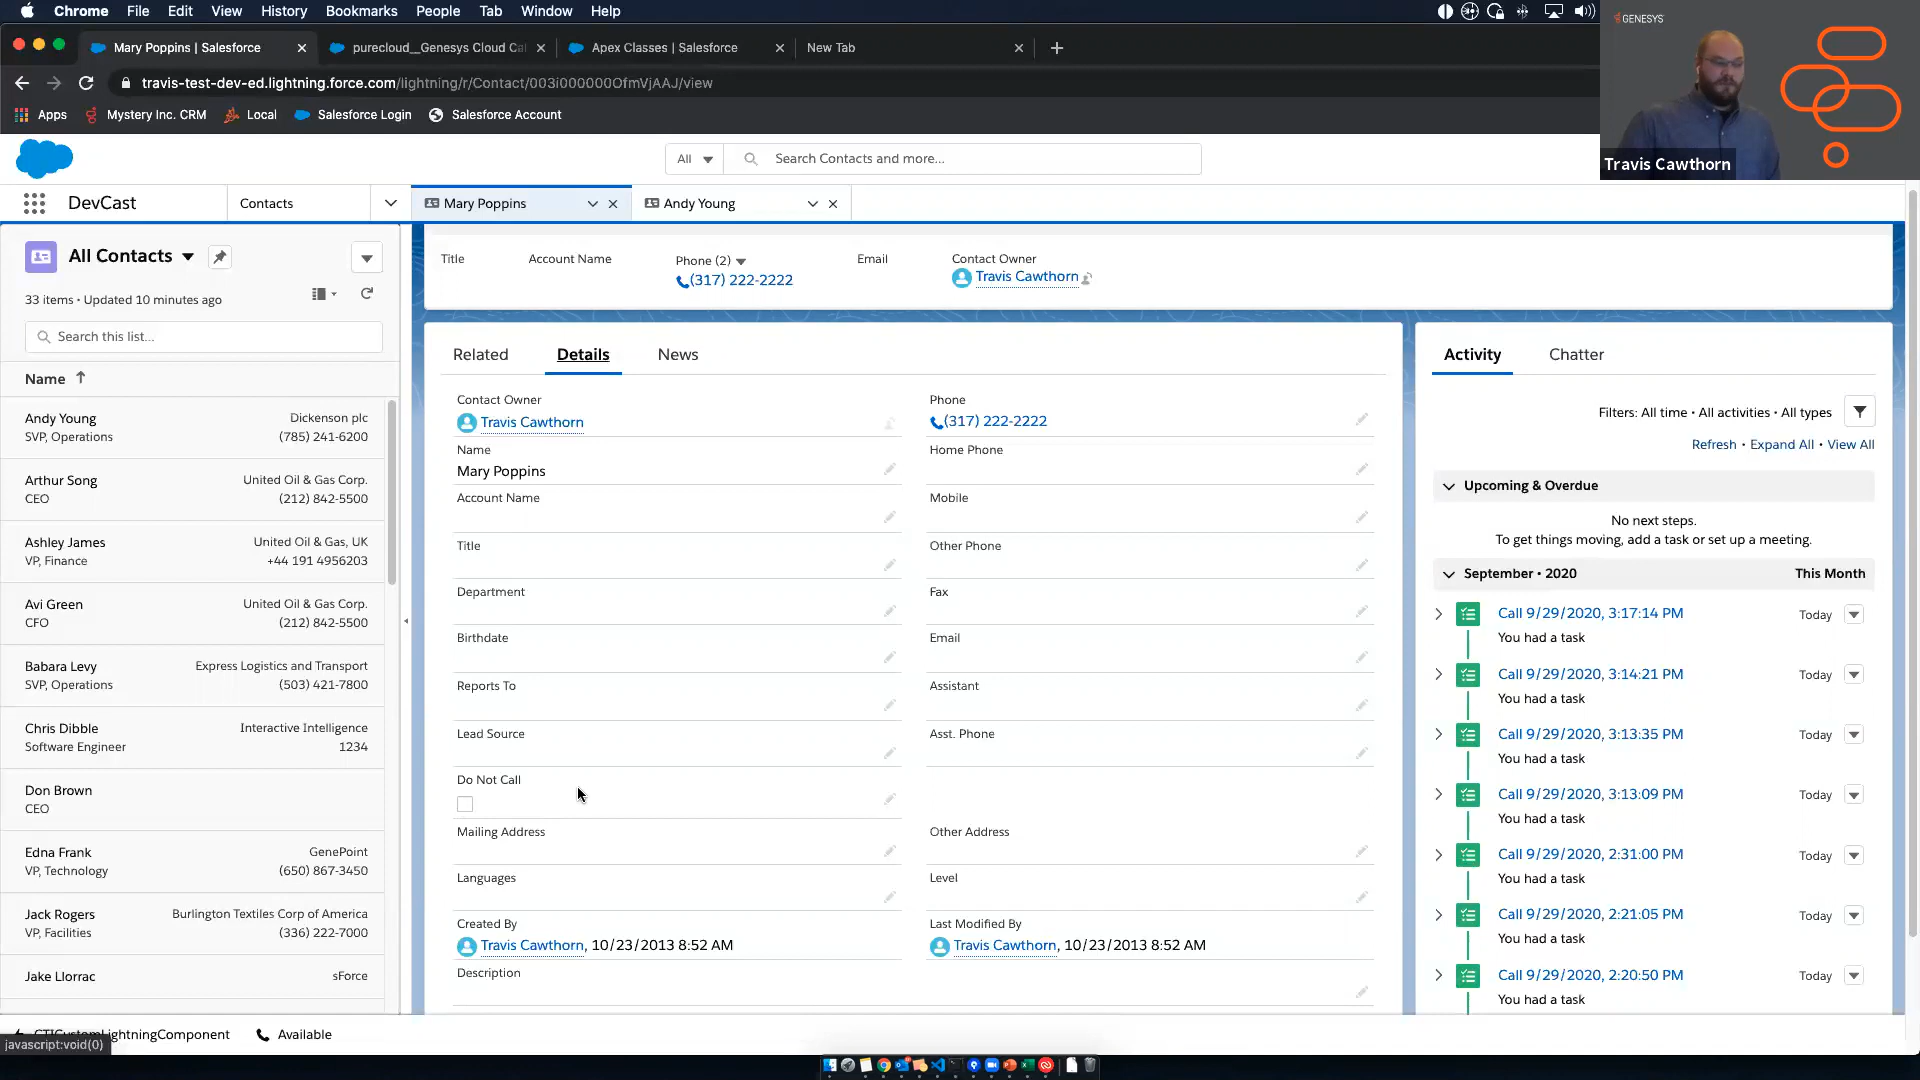 Chrome File Edit View History Bookmarks People Tab Window Help
GENESYS
Travis Cawthorn
Mary Poppins | Salesforce
purecloud__Genesys Cloud Ca
Apex Classes | Salesforce
New Tab
travis-test-dev-ed.lightning.force.com/lightning/r/Contact/003i000000OfmVjAAJ/view
Apps Mystery Inc. CRM Local Salesforce Login Salesforce Account
All Search Contacts and more...
DevCast Contacts Mary Poppins Andy Young
All Contacts
33 items • Updated 10 minutes ago
Search this list...
Name
Andy Young Dickenson plc
SVP, Operations (785) 241-6200
Arthur Song United Oil & Gas Corp.
CEO (212) 842-5500
Ashley James United Oil & Gas, UK
VP, Finance +44 191 4956203
Avi Green United Oil & Gas Corp.
CFO (212) 842-5500
Babara Levy Express Logistics and Transport
SVP, Operations (503) 421-7800
Chris Dibble Interactive Intelligence
Software Engineer 1234
Don Brown
CEO
Edna Frank GenePoint
VP, Technology (650) 867-3450
Jack Rogers Burlington Textiles Corp of America
VP, Facilities (336) 222-7000
Jake Llorrac sForce
Title Account Name Phone (2) Email Contact Owner
(317) 222-2222 Travis Cawthorn
Related Details News
Contact Owner Phone
Travis Cawthorn (317) 222-2222
Name Home Phone
Mary Poppins
Account Name Mobile
Title Other Phone
Department Fax
Birthdate Email
Reports To Assistant
Lead Source Asst. Phone
Do Not Call
Mailing Address Other Address
Languages Level
Created By Last Modified By
Travis Cawthorn, 10/23/2013 8:52 AM Travis Cawthorn, 10/23/2013 8:52 AM
Description
Activity Chatter
Filters: All time • All activities • All types
Refresh • Expand All • View All
Upcoming & Overdue
No next steps.
To get things moving, add a task or set up a meeting.
September • 2020 This Month
Call 9/29/2020, 3:17:14 PM Today
You had a task
Call 9/29/2020, 3:14:21 PM Today
You had a task
Call 9/29/2020, 3:13:35 PM Today
You had a task
Call 9/29/2020, 3:13:09 PM Today
You had a task
Call 9/29/2020, 2:31:00 PM Today
You had a task
Call 9/29/2020, 2:21:05 PM Today
You had a task
Call 9/29/2020, 2:20:50 PM Today
You had a task
CTICustomLightningComponent Available
javascript:void(0)